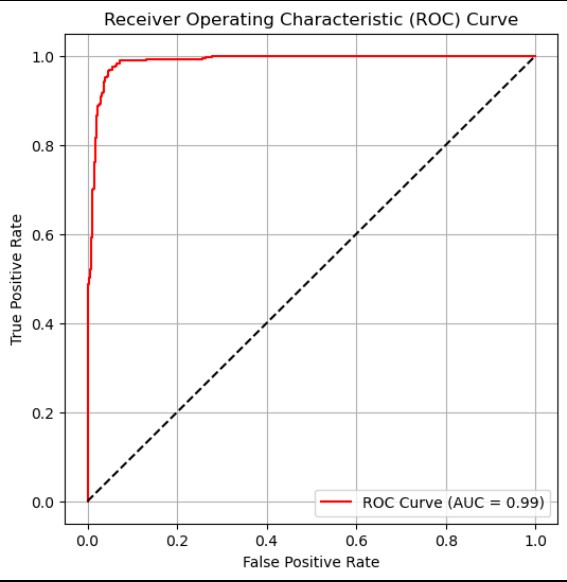 Receiver Operating Characteristic (ROC) Curve
1.0
0.8
0.6
0.4
0.2
0.0
True Positive Rate
ROC Curve (AUC = 0.99)
0.0 0.2 0.4 0.6 0.8 1.0
False Positive Rate